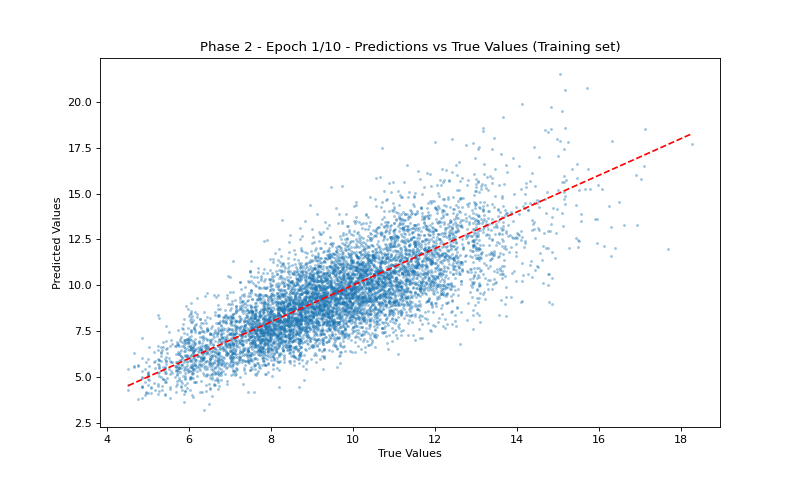 Phase 2 - Epoch 1/10 - Predictions vs True Values (Training set)
Predicted Values
20.0
17.5
15.0
12.5
10.0
7.5
5.0
2.5
4 6 8 10 12 14 16 18
True Values